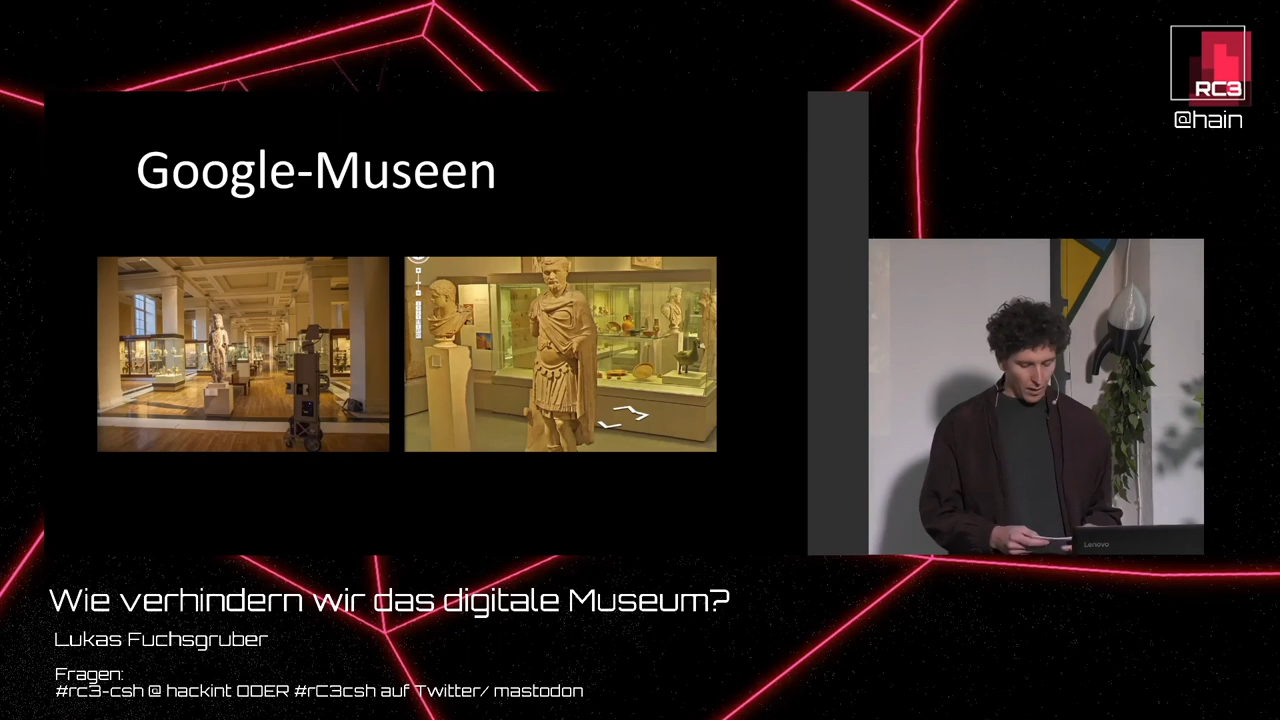 RC3
@hain
Google-Museen
Lenovo
Wie verhindern wir das digitale Museum?
Lukas Fuchsgruber
Fragen:
#rc3-csh @ hackint ODER #rC3csh auf Twitter/ mastodon